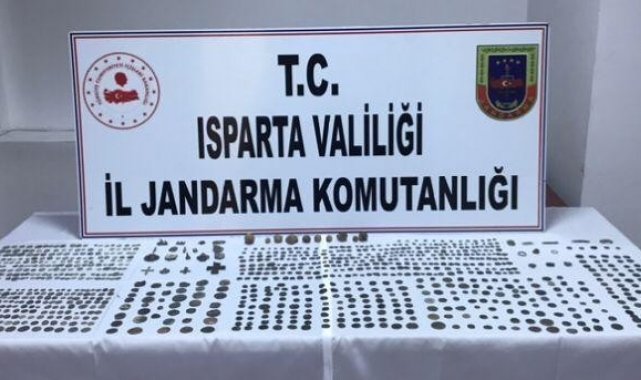 T.C.
ISPARTA VALİLİĞİ
İL JANDARMA KOMUTANLIĞI